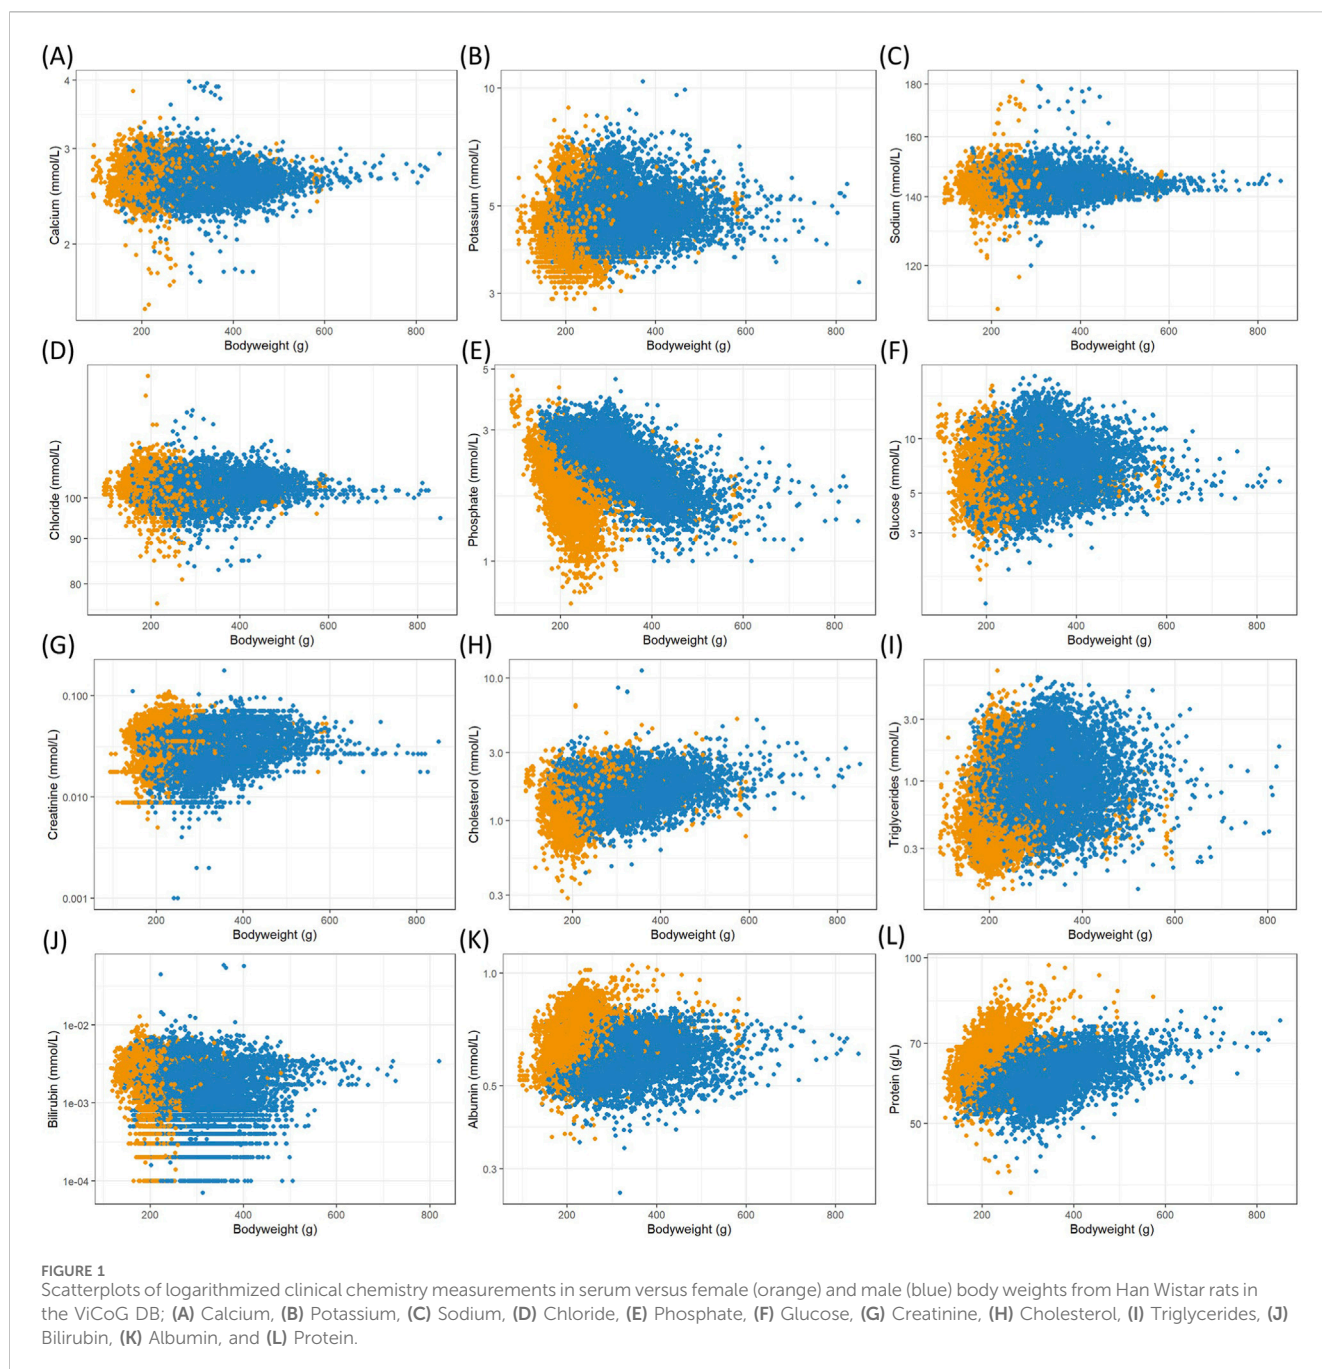 (A)
(B)
(C)
4
3
2
Calcium (mmol/L)
200 400 600 800
Bodyweight (g)
10
5
3
Potassium (mmol/L)
200 400 600 800
Bodyweight (g)
180
160
140
120
Sodium (mmol/L)
200 400 600 800
Bodyweight (g)
(D)
(E)
(F)
100
90
80
Chloride (mmol/L)
200 400 600 800
Bodyweight (g)
5
3
1
Phosphate (mmol/L)
200 400 600 800
Bodyweight (g)
10
5
3
Glucose (mmol/L)
200 400 600 800
Bodyweight (g)
(G)
(H)
(I)
0.100
0.010
0.001
Creatinine (mmol/L)
200 400 600 800
Bodyweight (g)
10.0
3.0
1.0
0.3
Cholesterol (mmol/L)
200 400 600 800
Bodyweight (g)
3.0
1.0
0.3
Triglycerides (mmol/L)
200 400 600 800
Bodyweight (g)
(J)
(K)
(L)
1e-02
1e-03
1e-04
Bilirubin (mmol/L)
200 400 600 800
Bodyweight (g)
1.0
0.5
0.3
Albumin (mmol/L)
200 400 600 800
Bodyweight (g)
100
70
50
Protein (g/L)
200 400 600 800
Bodyweight (g)
FIGURE 1
Scatterplots of logarithmized clinical chemistry measurements in serum versus female (orange) and male (blue) body weights from Han Wistar rats in
the ViCoG DB; (A) Calcium, (B) Potassium, (C) Sodium, (D) Chloride, (E) Phosphate, (F) Glucose, (G) Creatinine, (H) Cholesterol, (I) Triglycerides, (J)
Bilirubin, (K) Albumin, and (L) Protein.